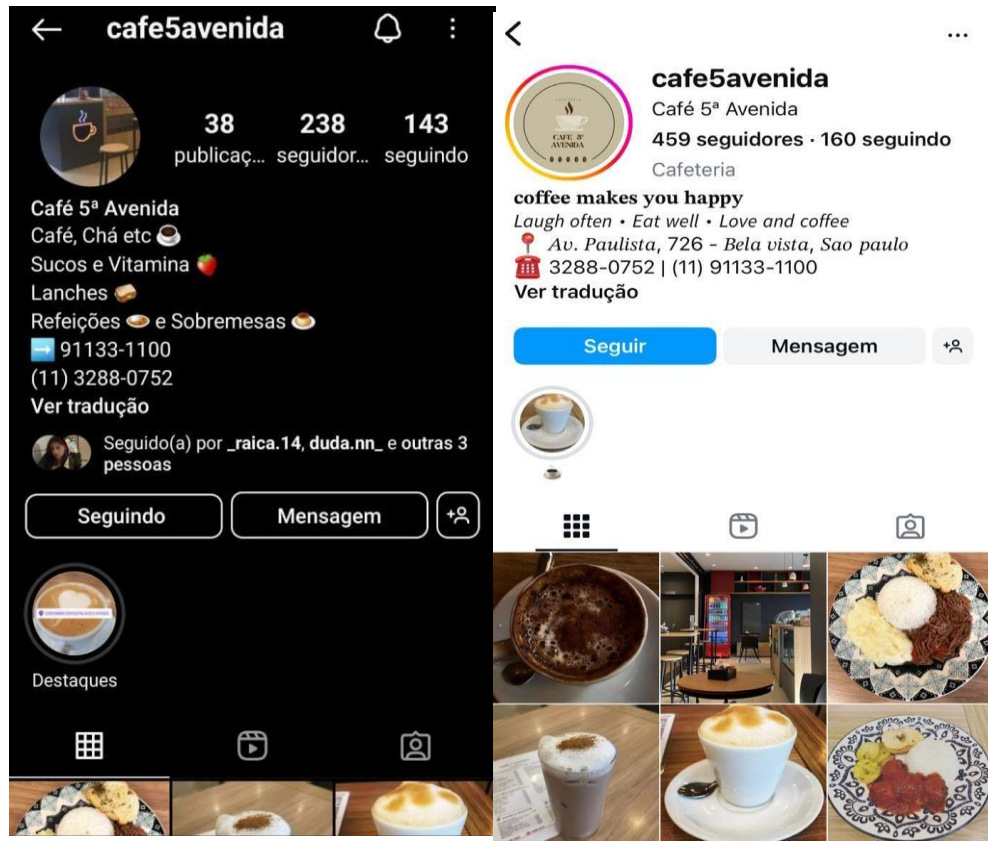 cafe5avenida
38 238 143
publicaç... seguidor... seguindo
Café 5ª Avenida
Café, Chá etc ☕
Sucos e Vitamina 🍓
Lanches 🥪
Refeições 🍛 e Sobremesas 🍮
➡️ 91133-1100
(11) 3288-0752
Ver tradução
Seguido(a) por _raica.14, duda.nn_ e outras 3
pessoas
Seguindo
Mensagem
Destaques
cafe5avenida
Café 5ª Avenida
459 seguidores · 160 seguindo
Cafeteria
CAFÉ 5ª
AVENIDA
coffee makes you happy
Laugh often • Eat well • Love and coffee
📍 Av. Paulista, 726 - Bela vista, Sao paulo
☎️ 3288-0752 | (11) 91133-1100
Ver tradução
Seguir
Mensagem